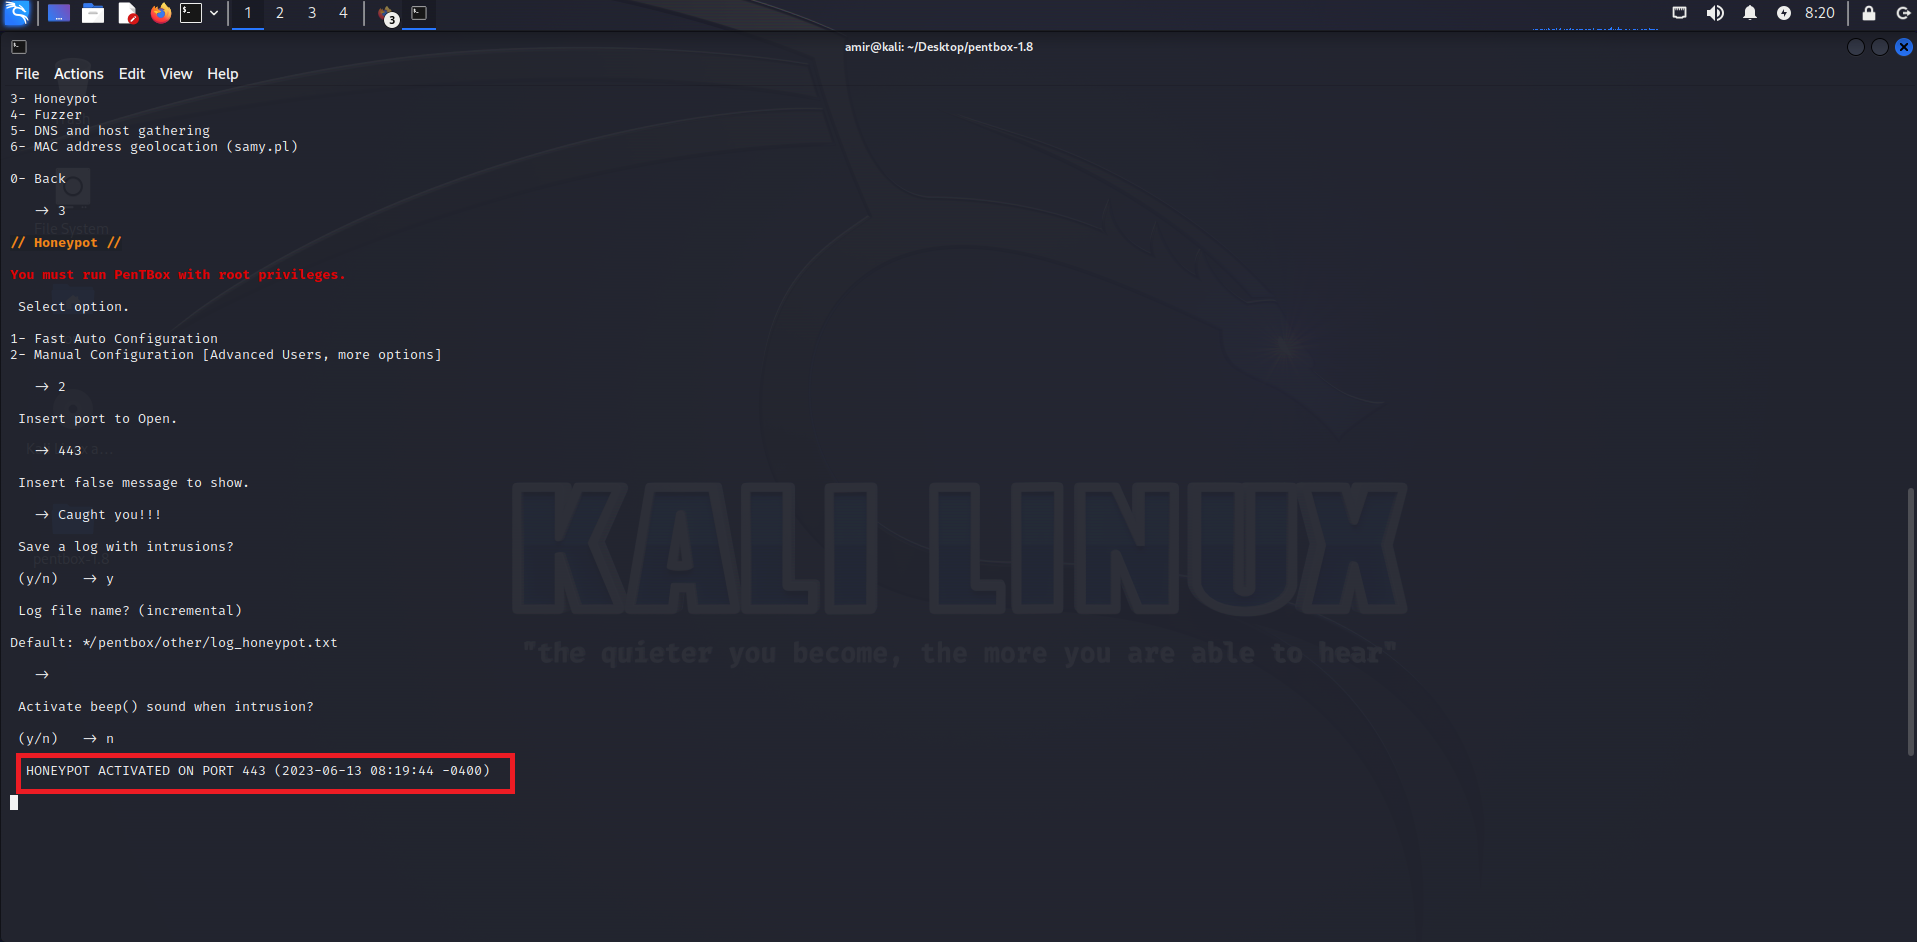 1 2 3 4 3 8:20
amir@kali: ~/Desktop/pentbox-1.8
File Actions Edit View Help
3- Honeypot
4- Fuzzer
5- DNS and host gathering
6- MAC address geolocation (samy.pl)
0- Back
→ 3
File System
// Honeypot //
You must run PenTBox with root privileges.
Select option.
1- Fast Auto Configuration
2- Manual Configuration [Advanced Users, more options]
→ 2
Insert port to Open.
→ 443
Insert false message to show.
→ Caught you!!!
Save a log with intrusions?
pentbox-1.8
(y/n) → y
Log file name? (incremental)
Default: */pentbox/other/log_honeypot.txt
→
Activate beep() sound when intrusion?
(y/n) → n
HONEYPOT ACTIVATED ON PORT 443 (2023-06-13 08:19:44 -0400)
KALI LINUX
"the quieter you become, the more you are able to hear"